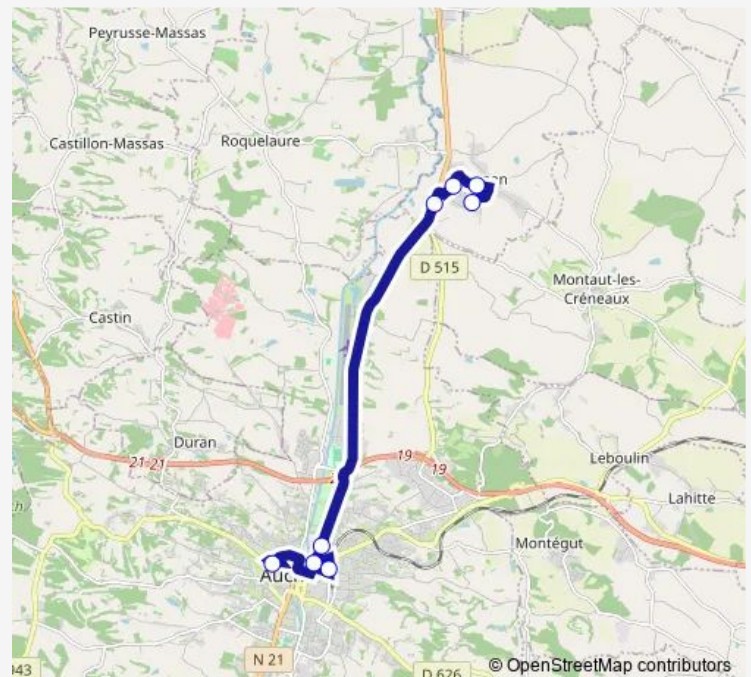 Peyrusse-Massas
Castillon-Massas
Roquelaure
D 515
Montaut-les-
Créneaux
Castin
Duran
21 21
19
19
Leboulin
Lahitte
Montégut
N 21
D 626
© OpenStreetMap contributors